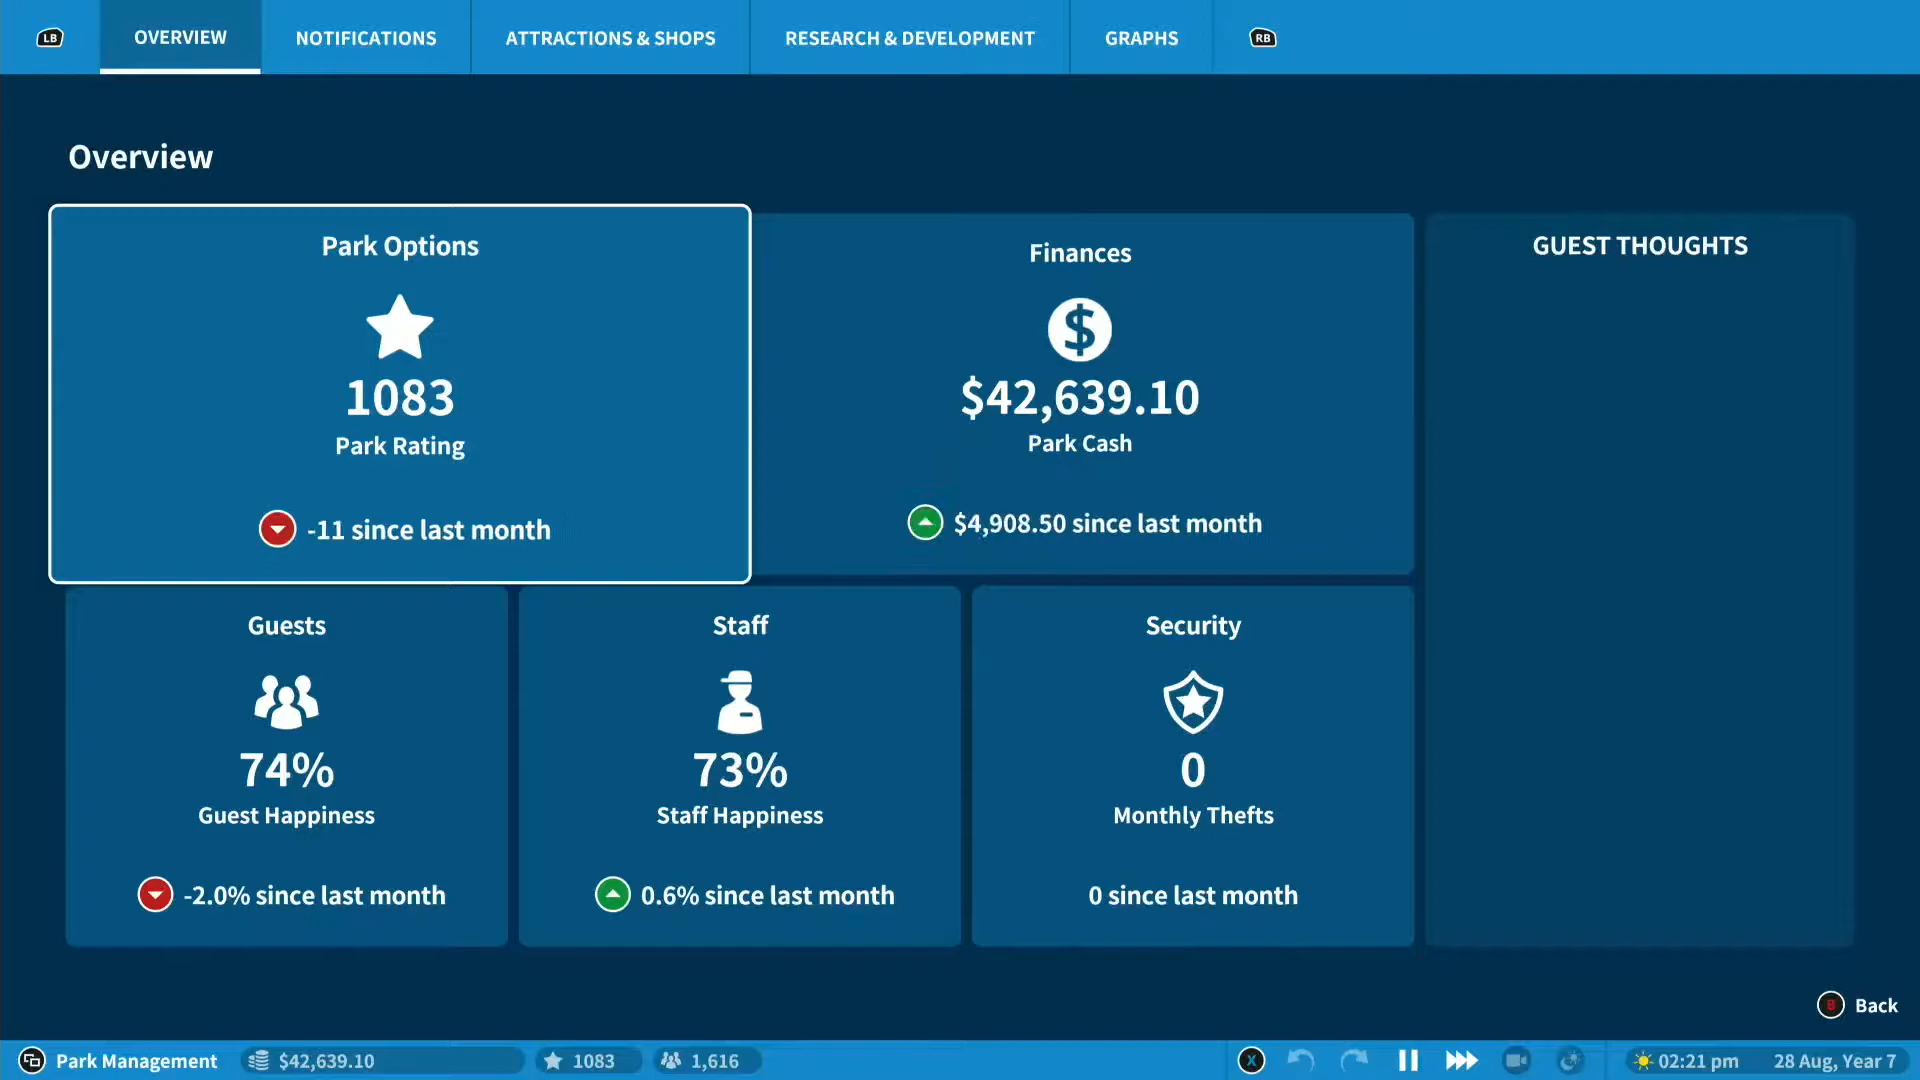 LB
OVERVIEW
NOTIFICATIONS
ATTRACTIONS & SHOPS
RESEARCH & DEVELOPMENT
GRAPHS
RB
Overview
Park Options
1083
Park Rating
-11 since last month
Finances
$
$42,639.10
Park Cash
$4,908.50 since last month
GUEST THOUGHTS
Guests
74%
Guest Happiness
-2.0% since last month
Staff
73%
Staff Happiness
0.6% since last month
Security
0
Monthly Thefts
0 since last month
B Back
Park Management
$42,639.10
1083
1,616
X
02:21 pm
28 Aug, Year 7